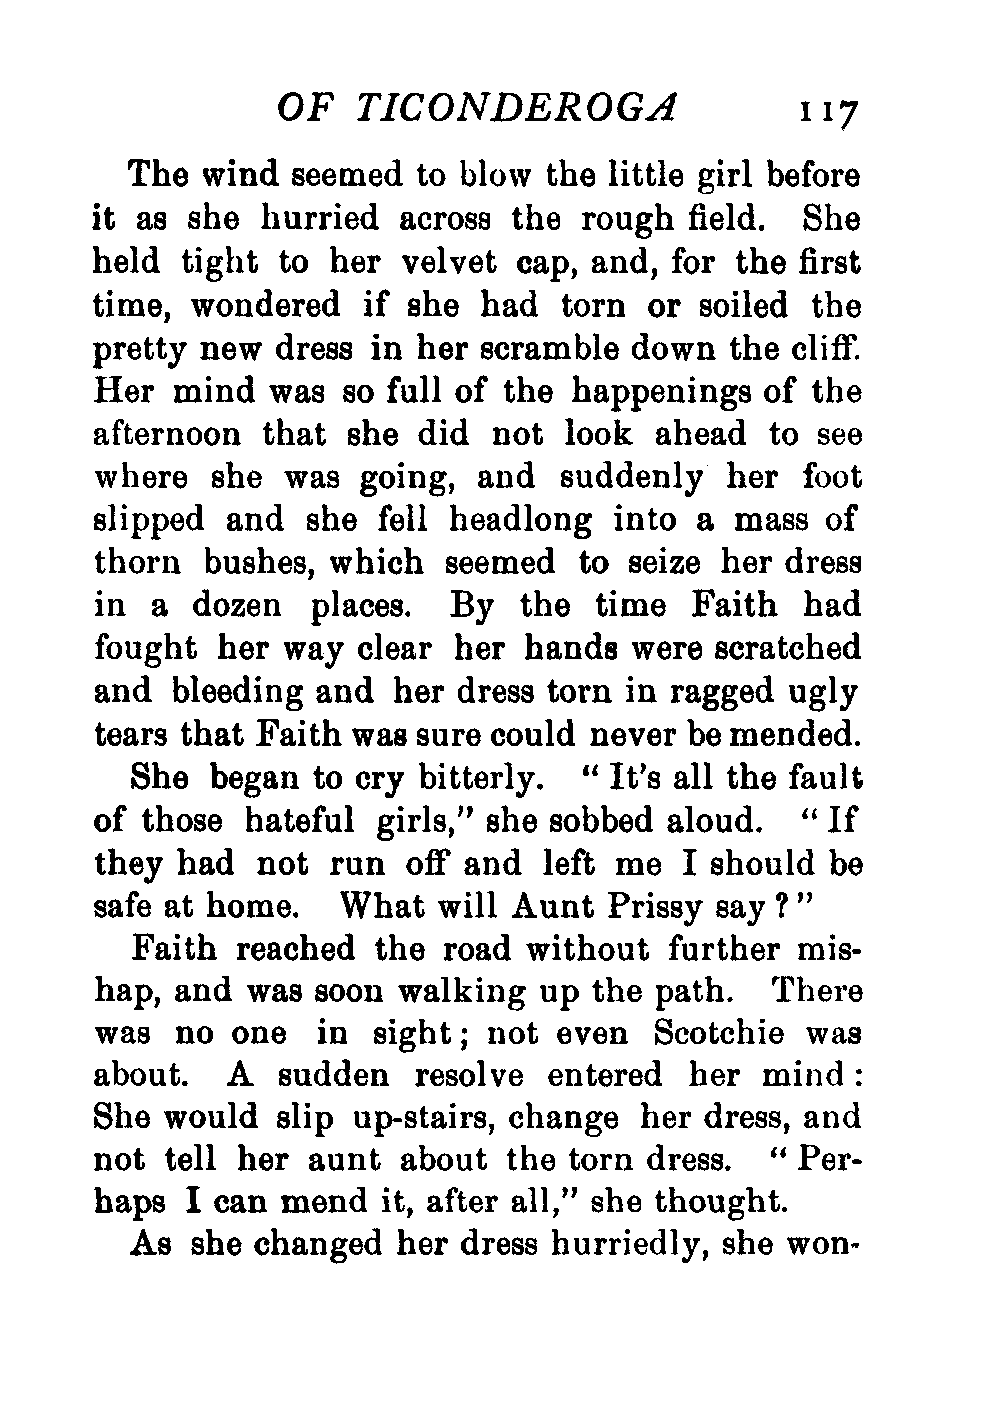 OF TICONDEROGA 117
The wind seemed to blow the little girl before
it as she hurried across the rough field. She
held tight to her velvet cap, and, for the first
time, wondered if she had torn or soiled the
pretty new dress in her scramble down the cliff.
Her mind was so full of the happenings of the
afternoon that she did not look ahead to see
where she was going, and suddenly her foot
slipped and she fell headlong into a mass of
thorn bushes, which seemed to seize her dress
in a dozen places. By the time Faith had
fought her way clear her hands were scratched
and bleeding and her dress torn in ragged ugly
tears that Faith was sure could never be mended.
She began to cry bitterly. “ It’s all the fault
of those hateful girls,” she sobbed aloud. “ If
they had not run off and left me I should be
safe at home. What will Aunt Prissy say ? ”
Faith reached the road without further mis-
hap, and was soon walking up the path. There
was no one in sight ; not even Scotchie was
about. A sudden resolve entered her mind :
She would slip up-stairs, change her dress, and
not tell her aunt about the torn dress. “ Per-
haps I can mend it, after all,” she thought.
As she changed her dress hurriedly, she won-